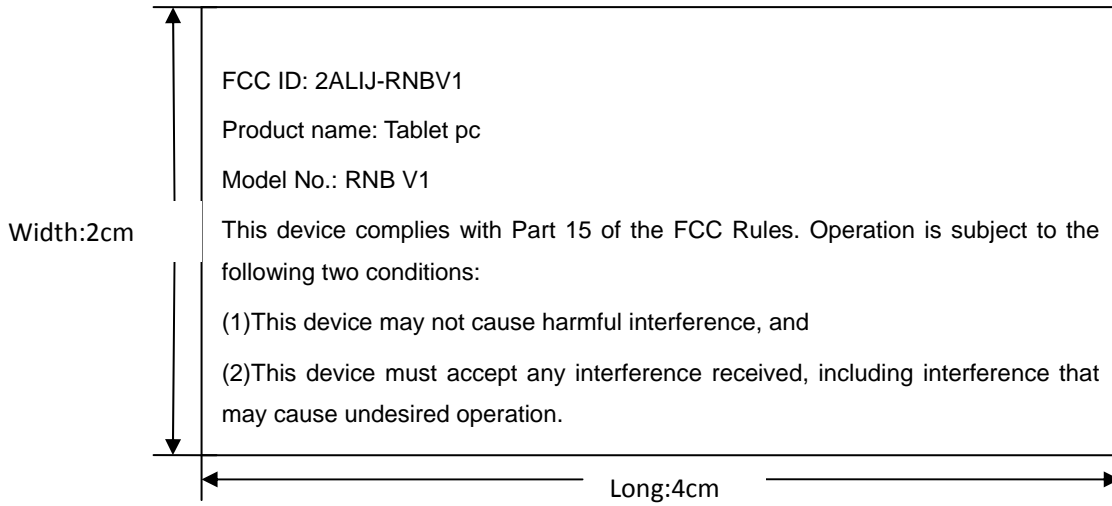 FCC ID: 2ALIJ-RNBV1
Product name: Tablet pc
Model No.: RNB V1
Width:2cm
This device complies with Part 15 of the FCC Rules. Operation is subject to the
following two conditions:
(1)This device may not cause harmful interference, and
(2)This device must accept any interference received, including interference that
may cause undesired operation.
Long:4cm